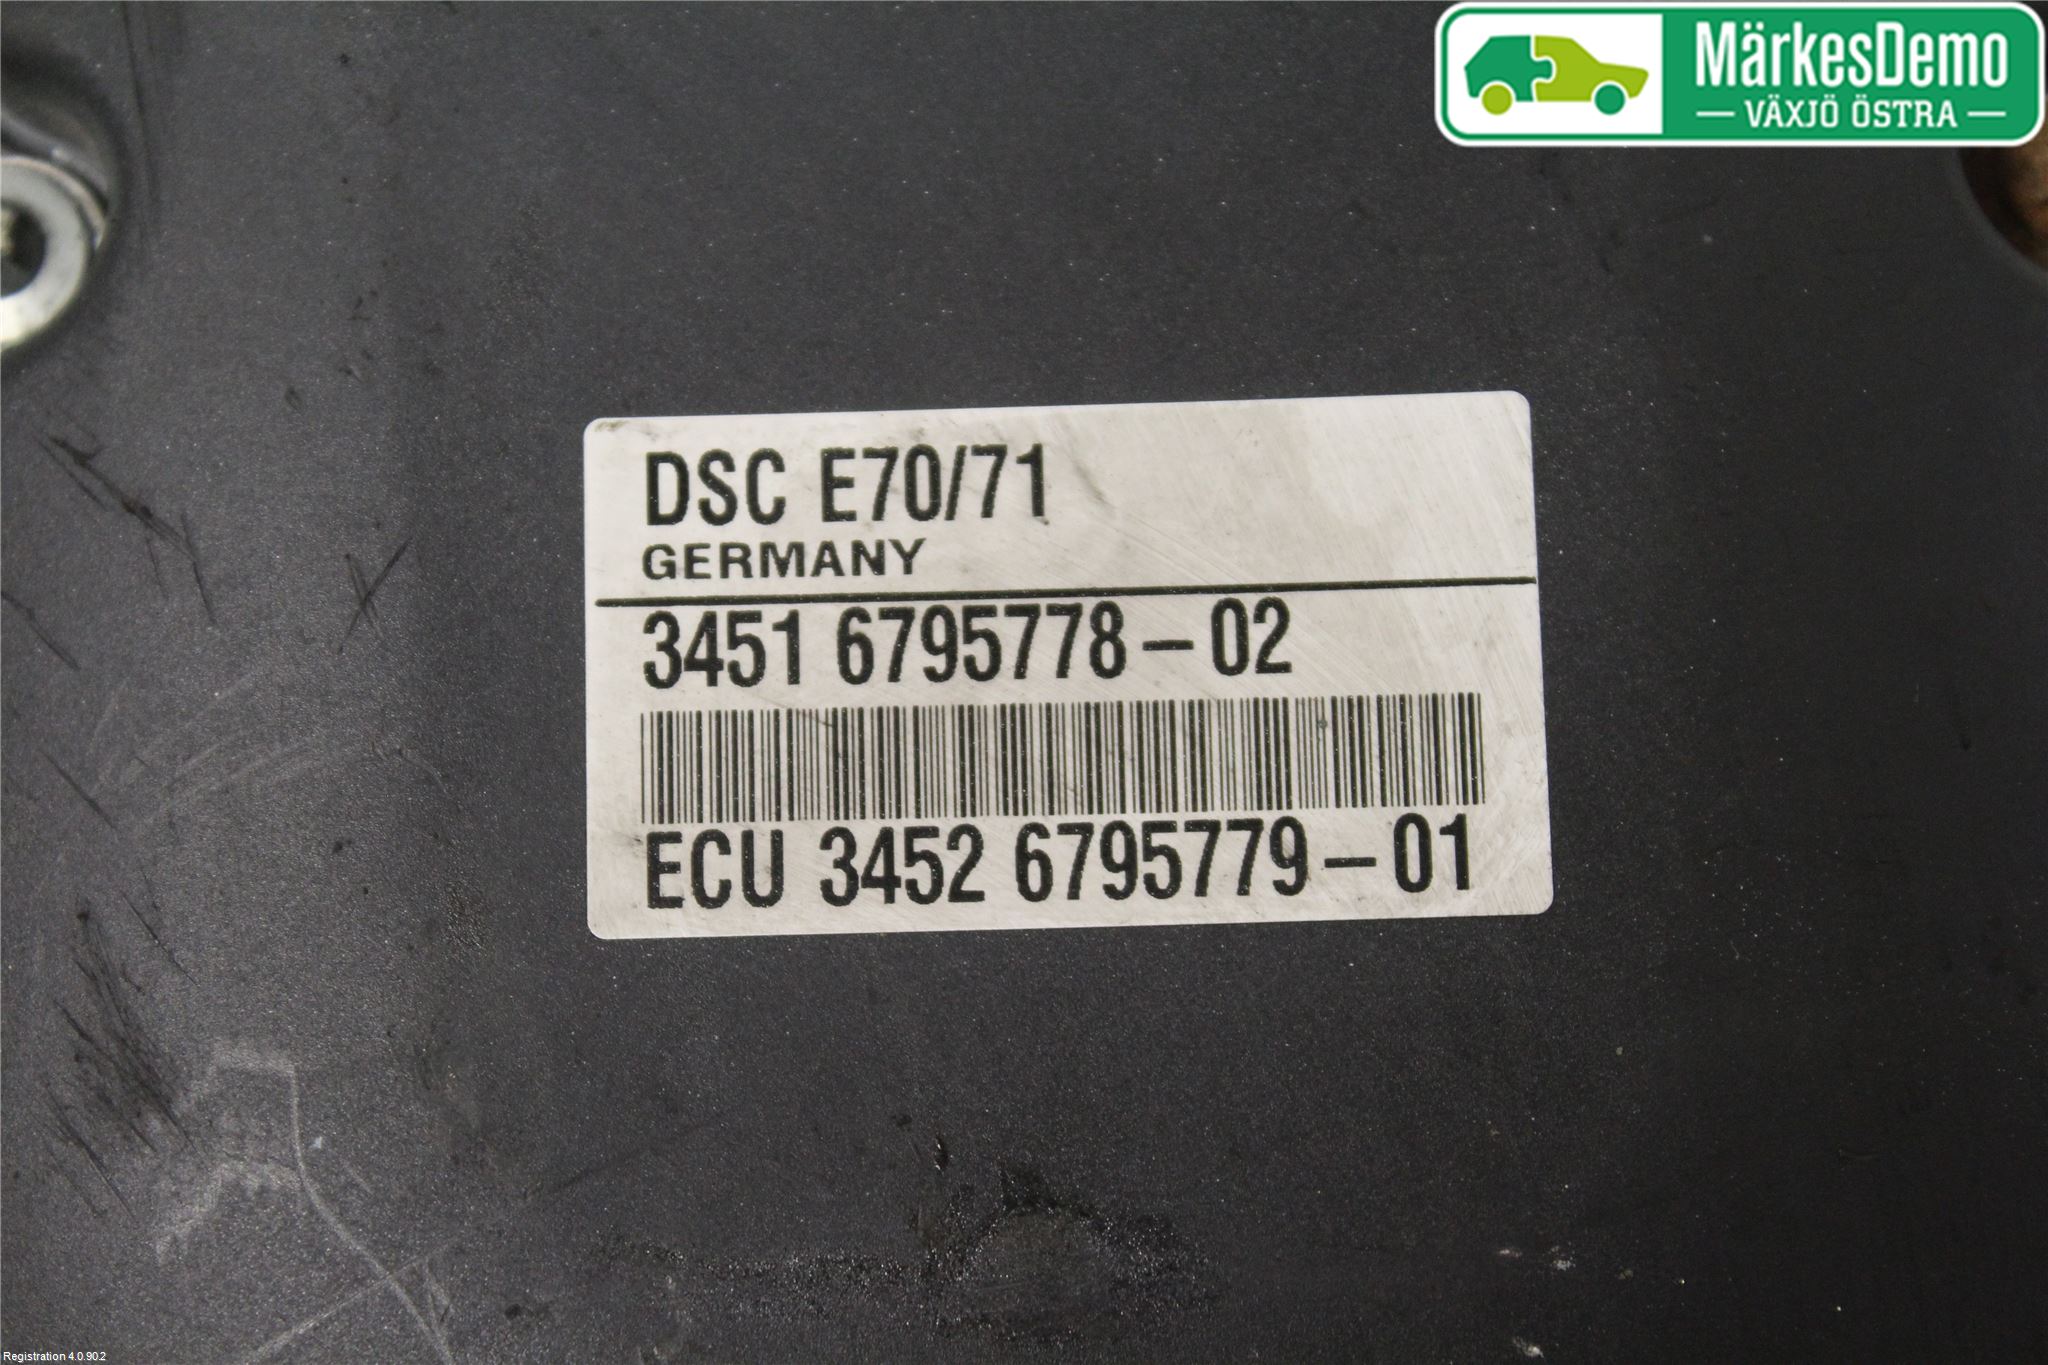 MärkesDemo
VÄXJÖ ÖSTRA
DSC E70/71
GERMANY
3451 6795778-02
ECU 3452 6795779-01
Registration 4.0.90.2